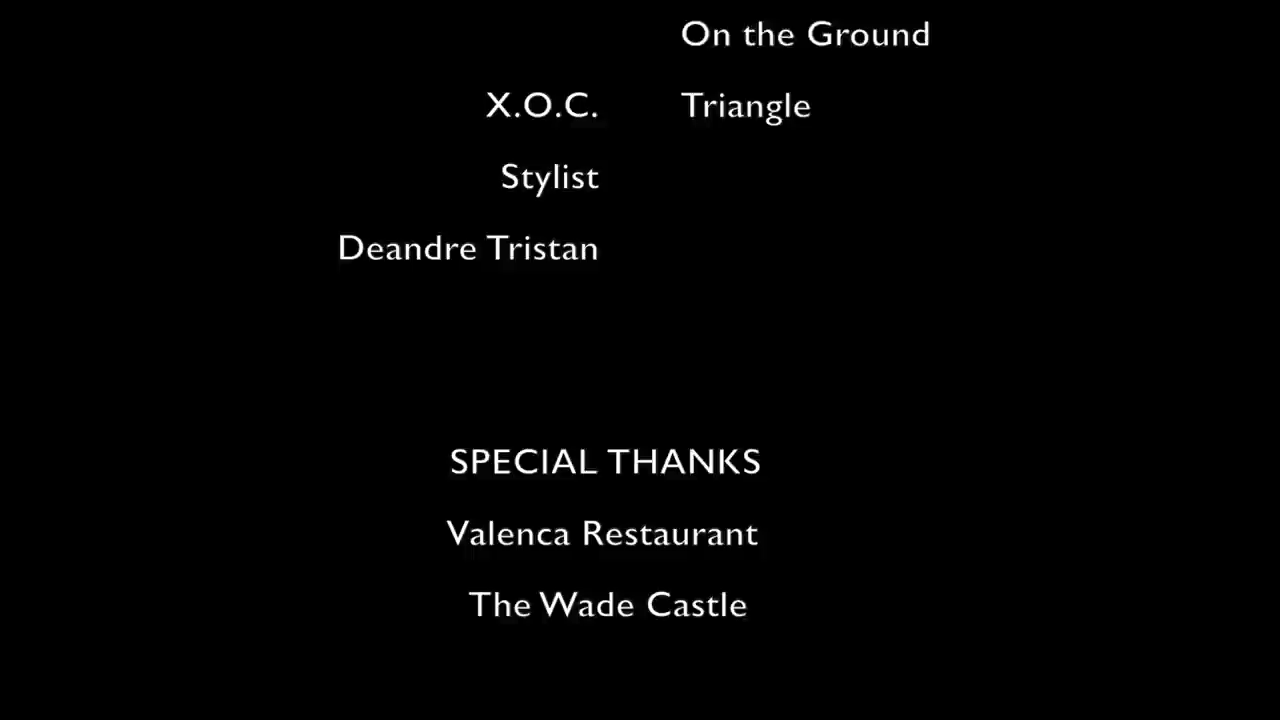 On the Ground
X.O.C. Triangle
Stylist
Deandre Tristan
SPECIAL THANKS
Valenca Restaurant
The Wade Castle